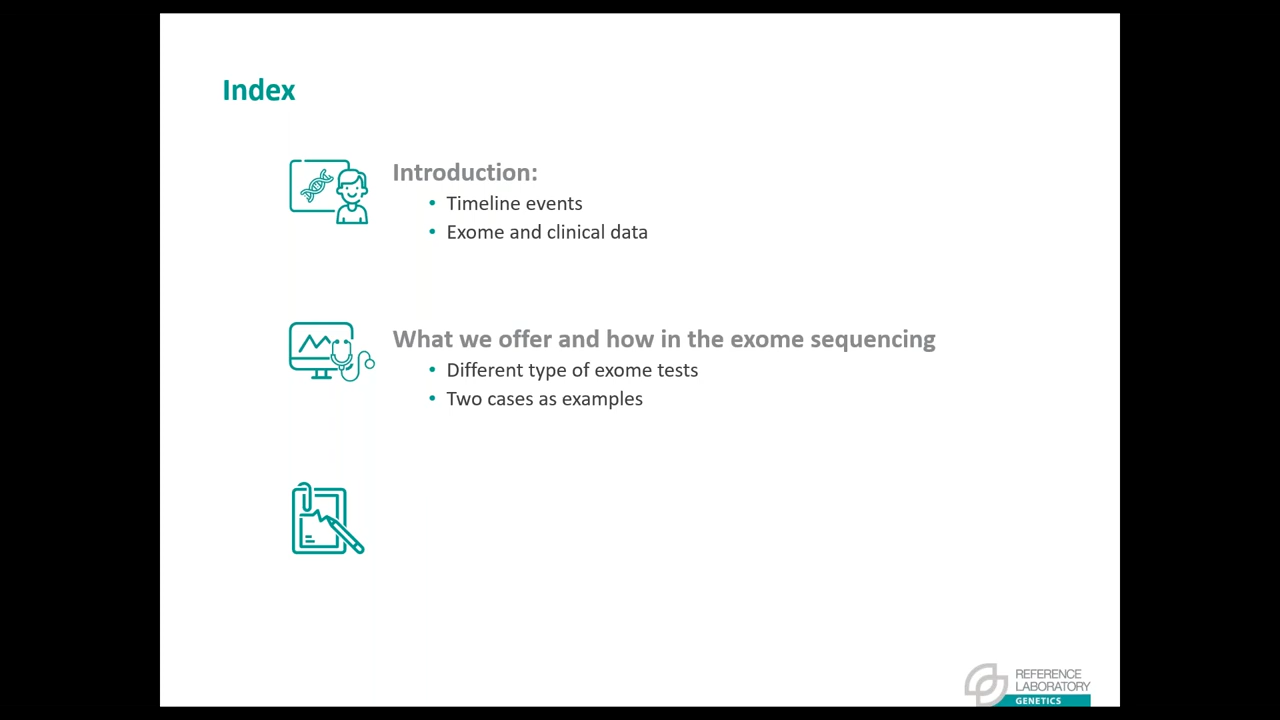 Index
Introduction:
• Timeline events
• Exome and clinical data
What we offer and how in the exome sequencing
• Different type of exome tests
• Two cases as examples
REFERENCE
LABORATORY
GENETICS